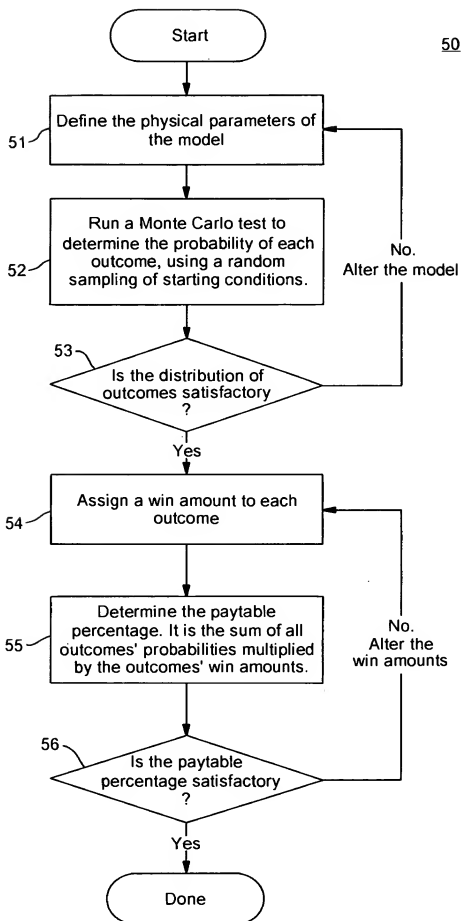 Start
50
51
Define the physical parameters of
the model
52
Run a Monte Carlo test to
determine the probability of each
outcome, using a random
sampling of starting conditions.
No.
Alter the model
53
Is the distribution of
outcomes satisfactory
?
Yes
54
Assign a win amount to each
outcome
55
Determine the paytable
percentage. It is the sum of all
outcomes' probabilities multiplied
by the outcomes' win amounts.
No.
Alter the
win amounts
56
Is the paytable
percentage satisfactory
?
Yes
Done